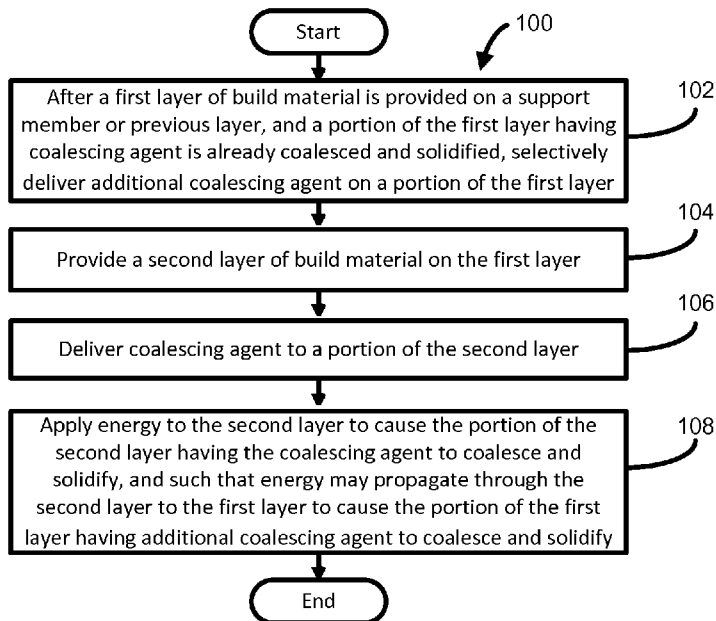 Start
100
After a first layer of build material is provided on a support
member or previous layer, and a portion of the first layer having
coalescing agent is already coalesced and solidified, selectively
deliver additional coalescing agent on a portion of the first layer
102
Provide a second layer of build material on the first layer
104
Deliver coalescing agent to a portion of the second layer
106
Apply energy to the second layer to cause the portion of the
second layer having the coalescing agent to coalesce and
solidify, and such that energy may propagate through the
second layer to the first layer to cause the portion of the first
layer having additional coalescing agent to coalesce and solidify
108
End